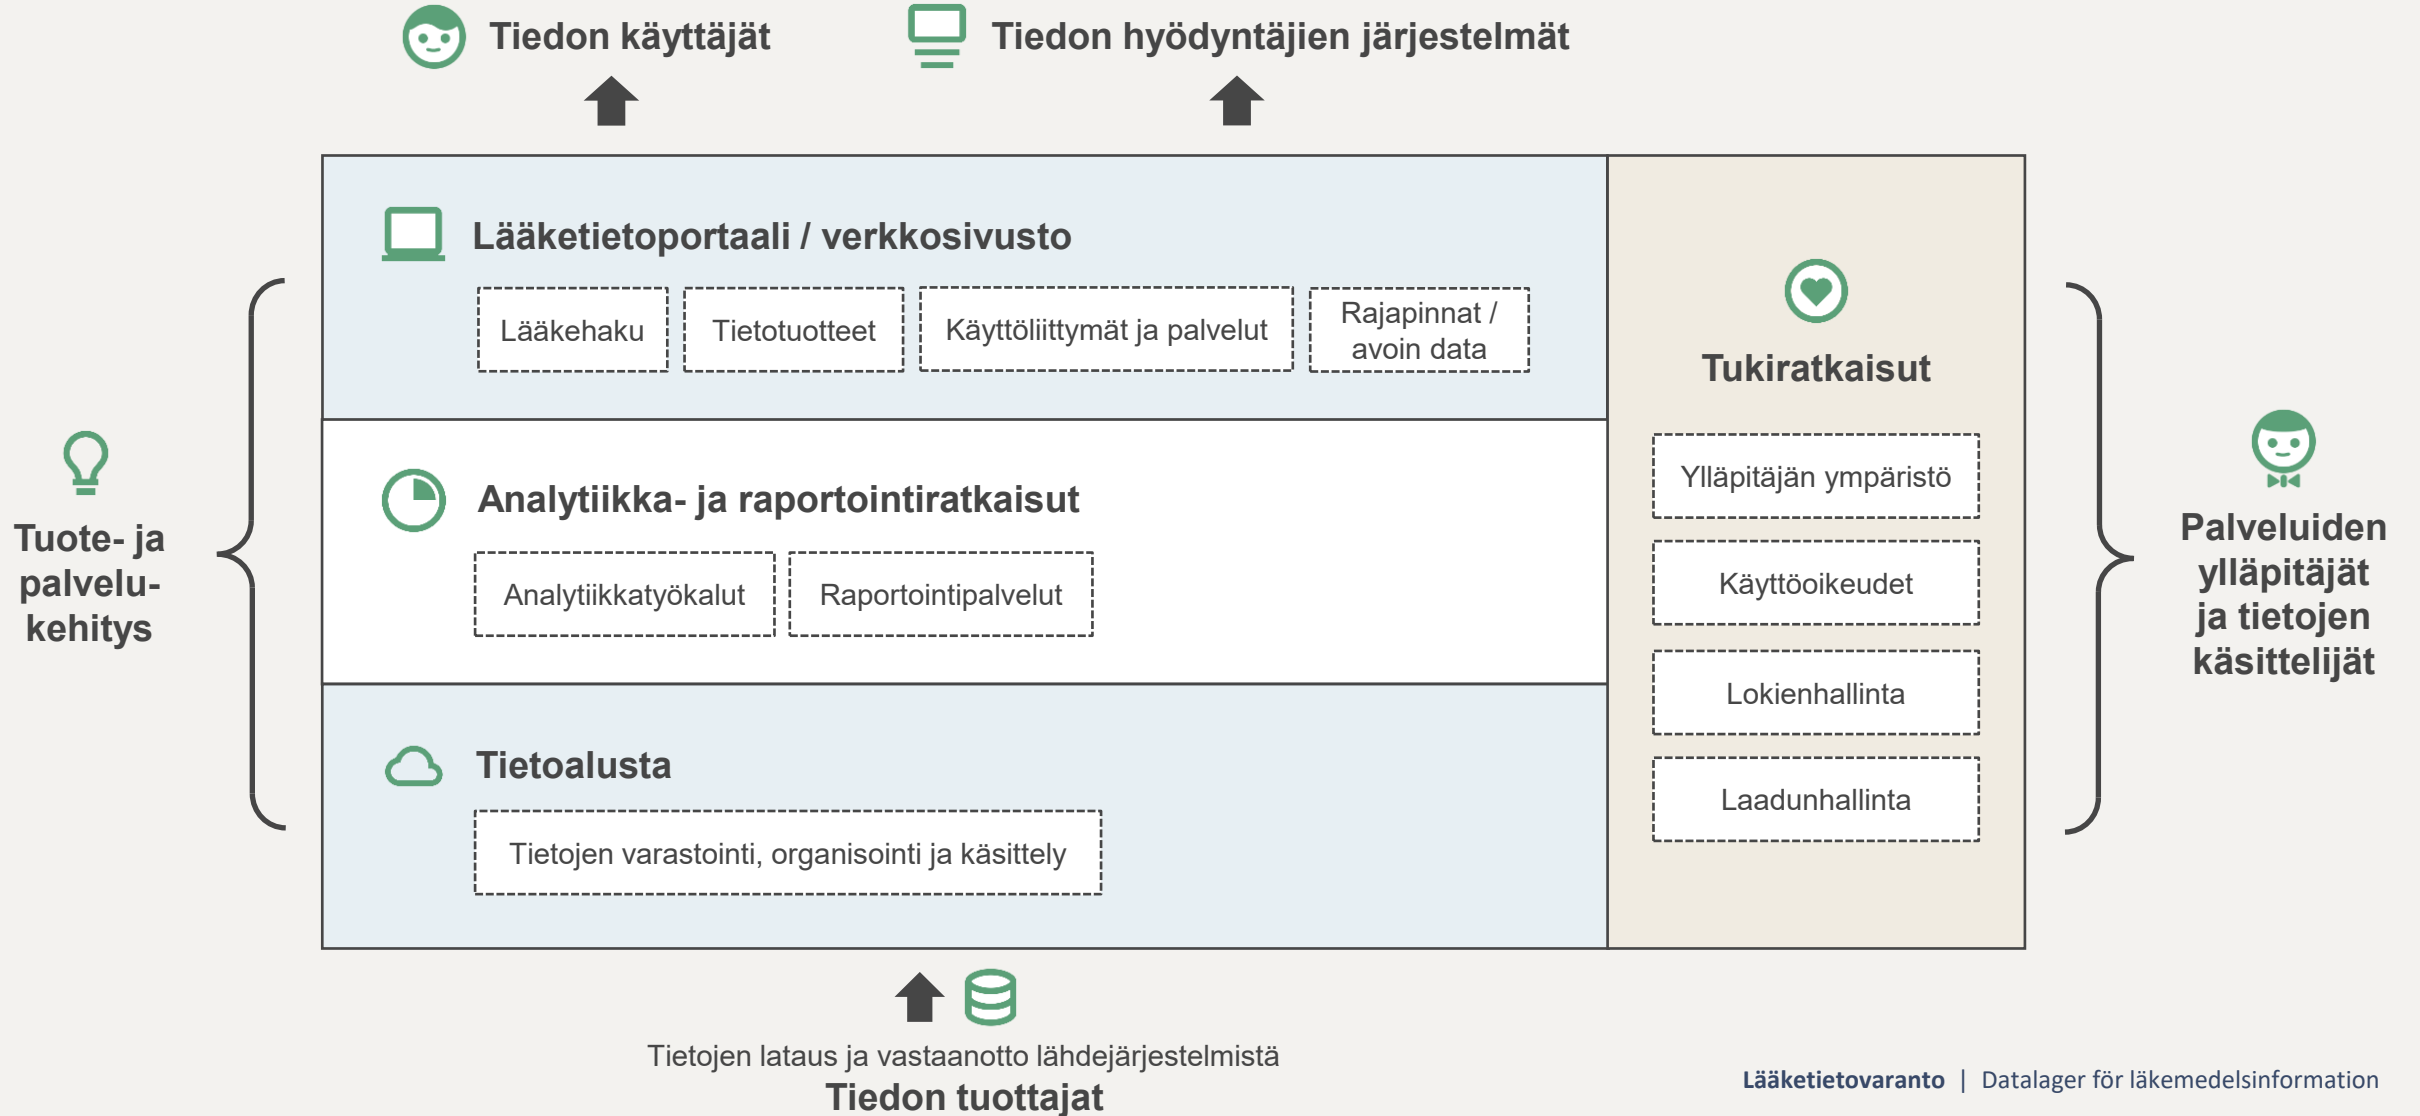 Tiedon käyttäjät
Tiedon hyödyntäjien järjestelmät
Lääketietoportaali / verkkosivusto
Lääkehaku
Tietotuotteet
Käyttöliittymät ja palvelut
Rajapinnat /
avoin data
Analytiikka- ja raportointiratkaisut
Analytiikkatyökalut
Raportointipalvelut
Tietoalusta
Tietojen varastointi, organisointi ja käsittely
Tukiratkaisut
Ylläpitäjän ympäristö
Käyttöoikeudet
Lokienhallinta
Laadunhallinta
Tuote- ja
palvelu-
kehitys
Palveluiden
ylläpitäjät
ja tietojen
käsittelijät
Tietojen lataus ja vastaanotto lähdejärjestelmistä
Tiedon tuottajat
Lääketietovaranto | Datalager för läkemedelsinformation